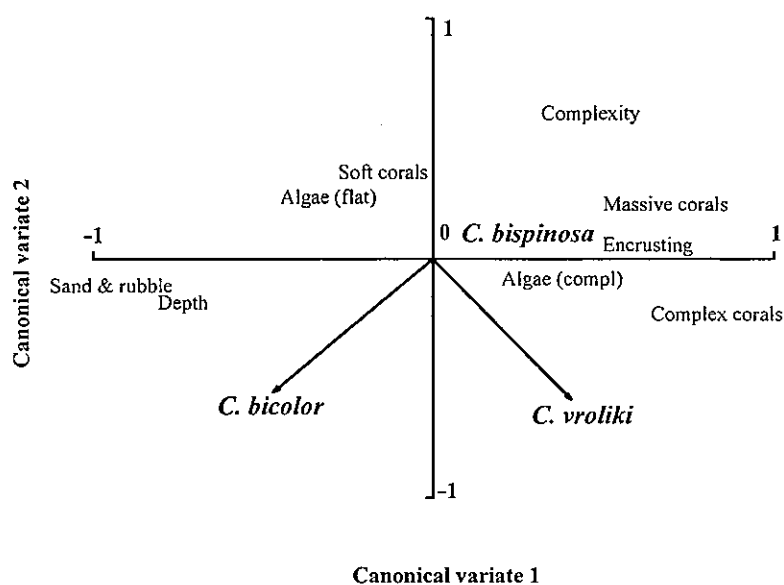 1
Complexity
Soft corals
Algae (flat)
Massive corals
Canonical variate 2
-1
0
C. bispinosa
Encrusting
1
Sand & rubble
Depth
Algae (compl)
Complex corals
C. bicolor
C. vroliki
-1
Canonical variate 1